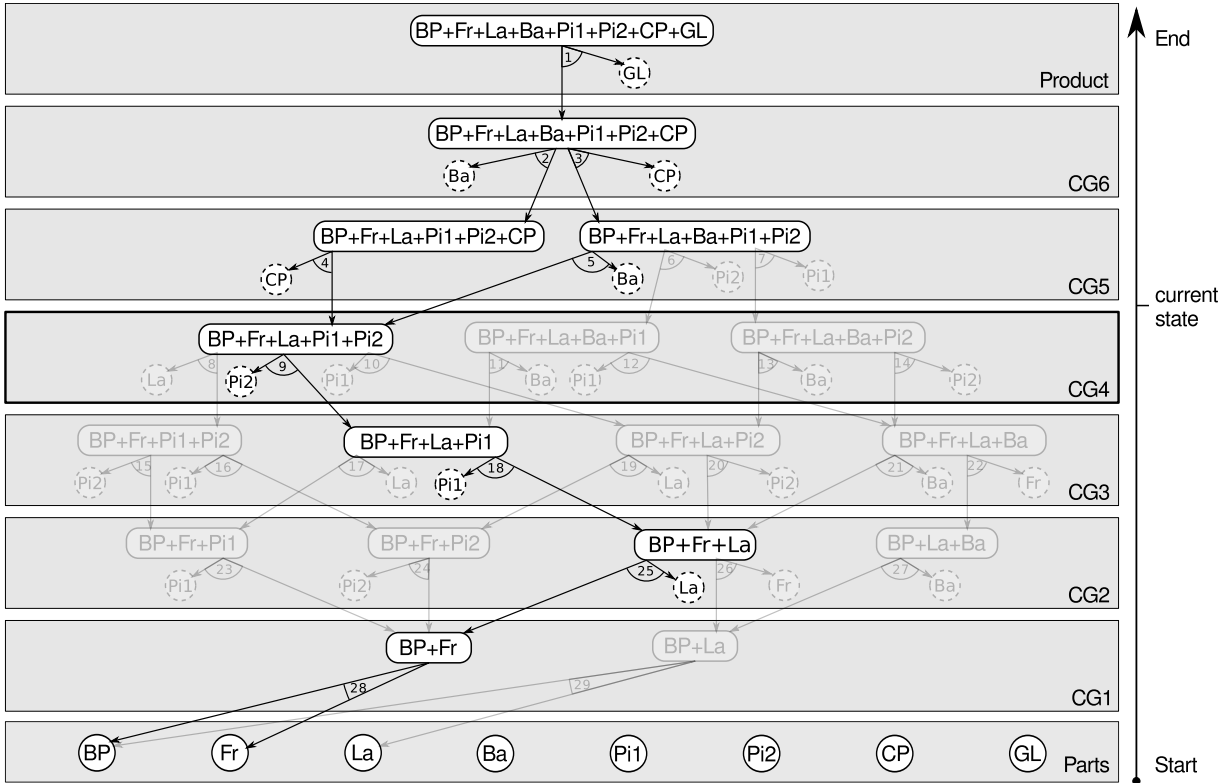 BP+Fr+La+Ba+Pi1+Pi2+CP+GL
End
1
GL
Product
BP+Fr+La+Ba+Pi1+Pi2+CP
2 3
Ba CP
CG6
BP+Fr+La+Pi1+Pi2+CP BP+Fr+La+Ba+Pi1+Pi2
4 5 6 7
CP Ba Pi2 Pi1
CG5
current
state
BP+Fr+La+Pi1+Pi2 BP+Fr+La+Ba+Pi1 BP+Fr+La+Ba+Pi2
8 9 10 11 12 13 14
La Pi2 Pi1 Ba Pi1 Ba Pi2
CG4
BP+Fr+Pi1+Pi2 BP+Fr+La+Pi1 BP+Fr+La+Pi2 BP+Fr+La+Ba
15 16 17 18 19 20 21 22
Pi2 Pi1 La Pi1 La Pi2 Ba Fr
CG3
BP+Fr+Pi1 BP+Fr+Pi2 BP+Fr+La BP+La+Ba
23 24 25 26 27
Pi1 Pi2 La Fr Ba
CG2
BP+Fr BP+La
28 29
CG1
BP Fr La Ba Pi1 Pi2 CP GL
Parts
Start